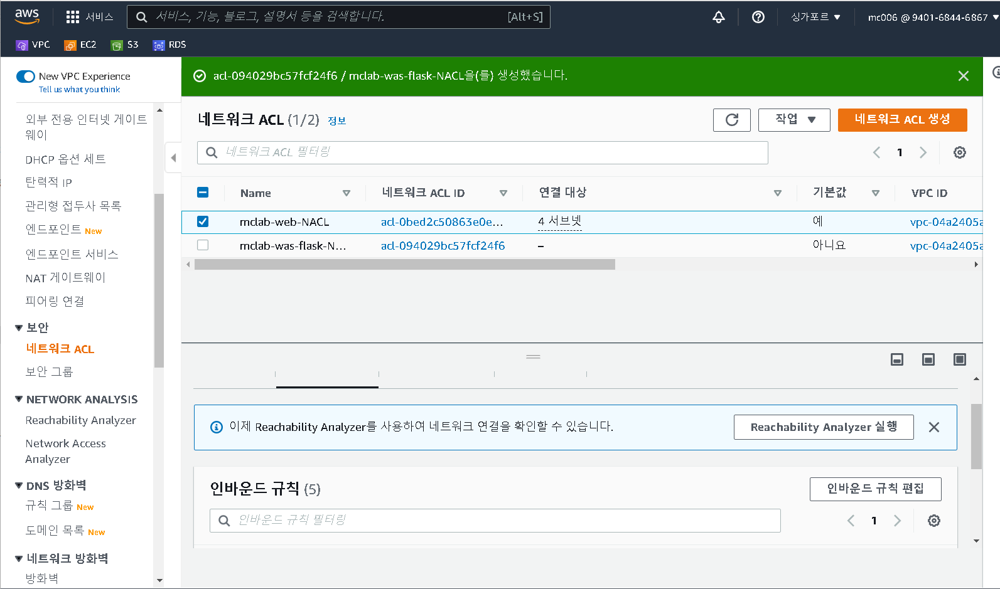 aws
서비스
서비스, 기능, 블로그, 설명서 등을 검색합니다.
[Alt+S]
싱가포르
mc006 @ 9401-6844-6867
VPC
EC2
S3
RDS
New VPC Experience
Tell us what you think
외부 전용 인터넷 게이트
웨이
DHCP 옵션 세트
탄력적 IP
관리형 접두사 목록
엔드포인트 New
엔드포인트 서비스
NAT 게이트웨이
피어링 연결
보안
네트워크 ACL
보안 그룹
NETWORK ANALYSIS
Reachability Analyzer
Network Access
Analyzer
DNS 방화벽
규칙 그룹 New
도메인 목록 New
네트워크 방화벽
방화벽
acl-094029bc57fcf24f6 / mclab-was-flask-NACL을(를) 생성했습니다.
네트워크 ACL (1/2) 정보
작업
네트워크 ACL 생성
네트워크 ACL 필터링
1
Name
네트워크 ACL ID
연결 대상
기본값
VPC ID
mclab-web-NACL
acl-0bed2c50863e0e...
4 서브넷
예
vpc-04a2405a
mclab-was-flask-N...
acl-094029bc57fcf24f6
–
아니요
vpc-04a2405a
이제 Reachability Analyzer를 사용하여 네트워크 연결을 확인할 수 있습니다.
Reachability Analyzer 실행
인바운드 규칙 (5)
인바운드 규칙 편집
인바운드 규칙 필터링
1